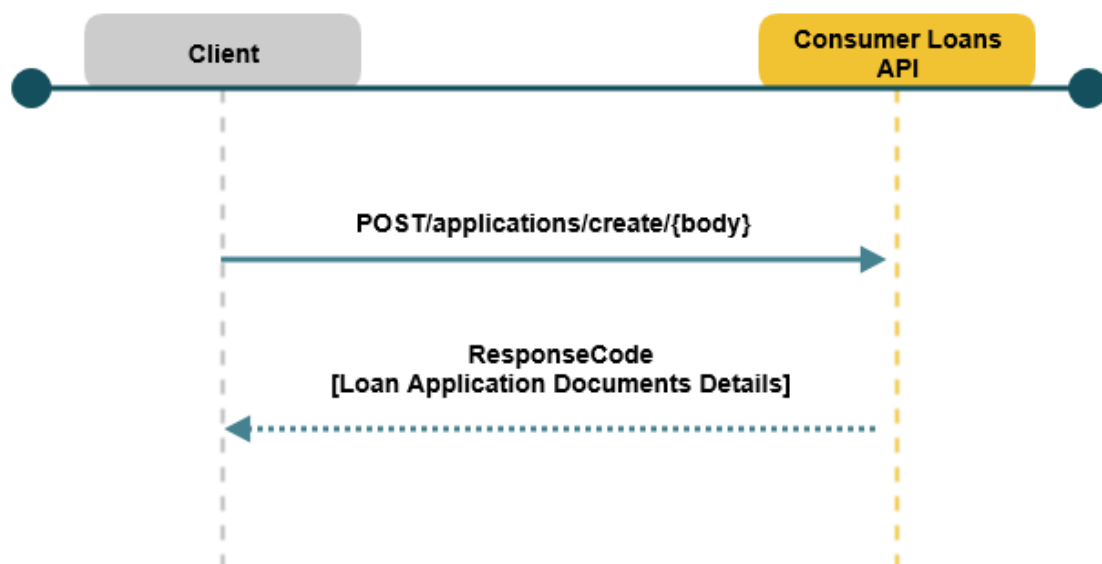 Client
Consumer Loans
API
POST/applications/create/{body}
ResponseCode
[Loan Application Documents Details]